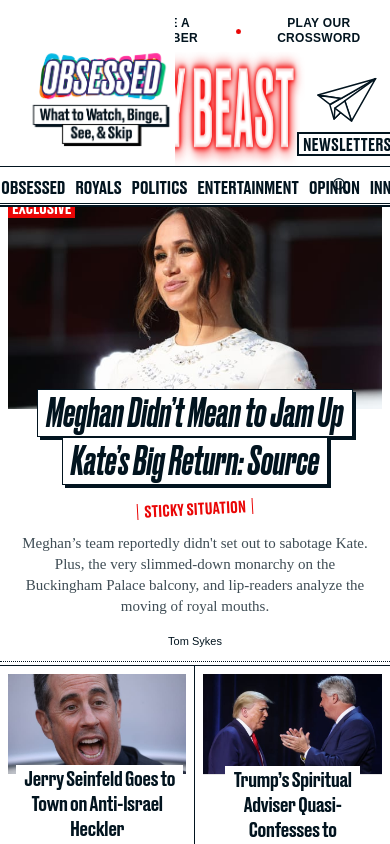 PLAY OUR
CROSSWORD
OBSESSED
What to Watch, Binge,
See, & Skip
Y BEAST
NEWSLETTERS
OBSESSED ROYALS POLITICS ENTERTAINMENT OPINION INN
EXCLUSIVE
Meghan Didn’t Mean to Jam Up
Kate’s Big Return: Source
STICKY SITUATION
Meghan’s team reportedly didn't set out to sabotage Kate.
Plus, the very slimmed-down monarchy on the
Buckingham Palace balcony, and lip-readers analyze the
moving of royal mouths.
Tom Sykes
Jerry Seinfeld Goes to
Town on Anti-Israel
Heckler
Trump’s Spiritual
Adviser Quasi-
Confesses to